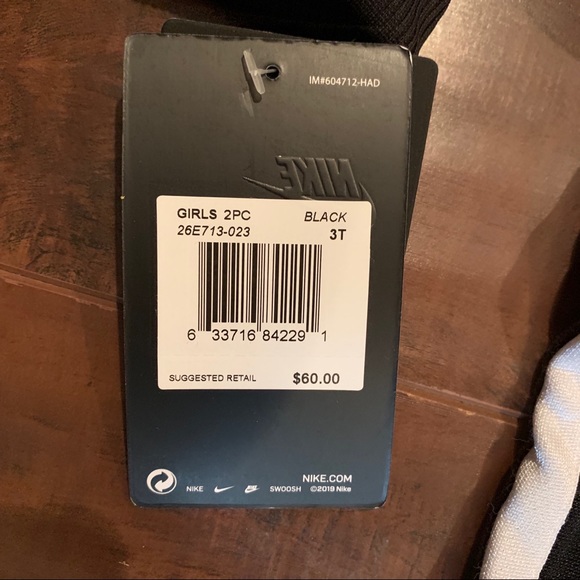 IM#604712-HAD
NIKE
GIRLS 2PC BLACK
26E713-023 3T
6 33716 84229 1
SUGGESTED RETAIL $60.00
NIKE.COM
NIKE SWOOSH ©2019 Nike